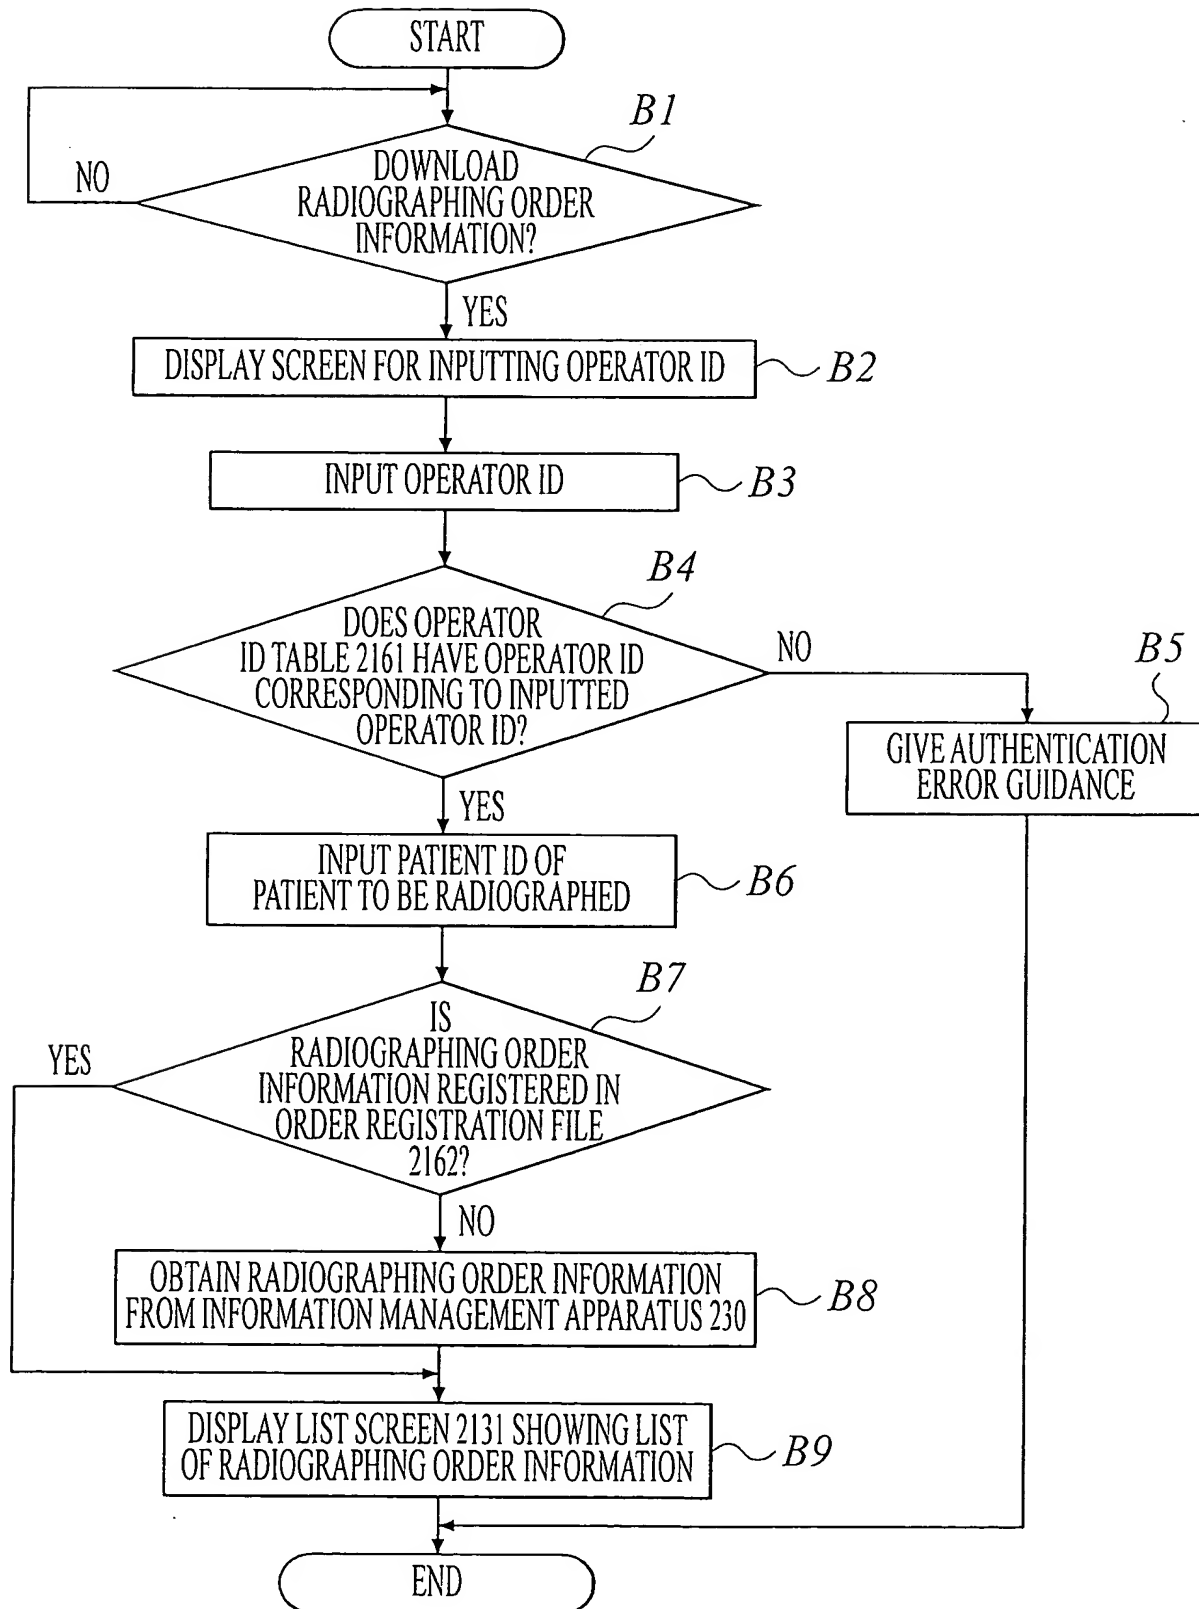 START
B1
DOWNLOAD
RADIOGRAPHING ORDER
INFORMATION?
NO
YES
DISPLAY SCREEN FOR INPUTTING OPERATOR ID
B2
INPUT OPERATOR ID
B3
B4
DOES OPERATOR
ID TABLE 2161 HAVE OPERATOR ID
CORRESPONDING TO INPUTTED
OPERATOR ID?
NO
B5
GIVE AUTHENTICATION
ERROR GUIDANCE
YES
INPUT PATIENT ID OF
PATIENT TO BE RADIOGRAPHED
B6
B7
IS
RADIOGRAPHING ORDER
INFORMATION REGISTERED IN
ORDER REGISTRATION FILE
2162?
YES
NO
OBTAIN RADIOGRAPHING ORDER INFORMATION
FROM INFORMATION MANAGEMENT APPARATUS 230
B8
DISPLAY LIST SCREEN 2131 SHOWING LIST
OF RADIOGRAPHING ORDER INFORMATION
B9
END